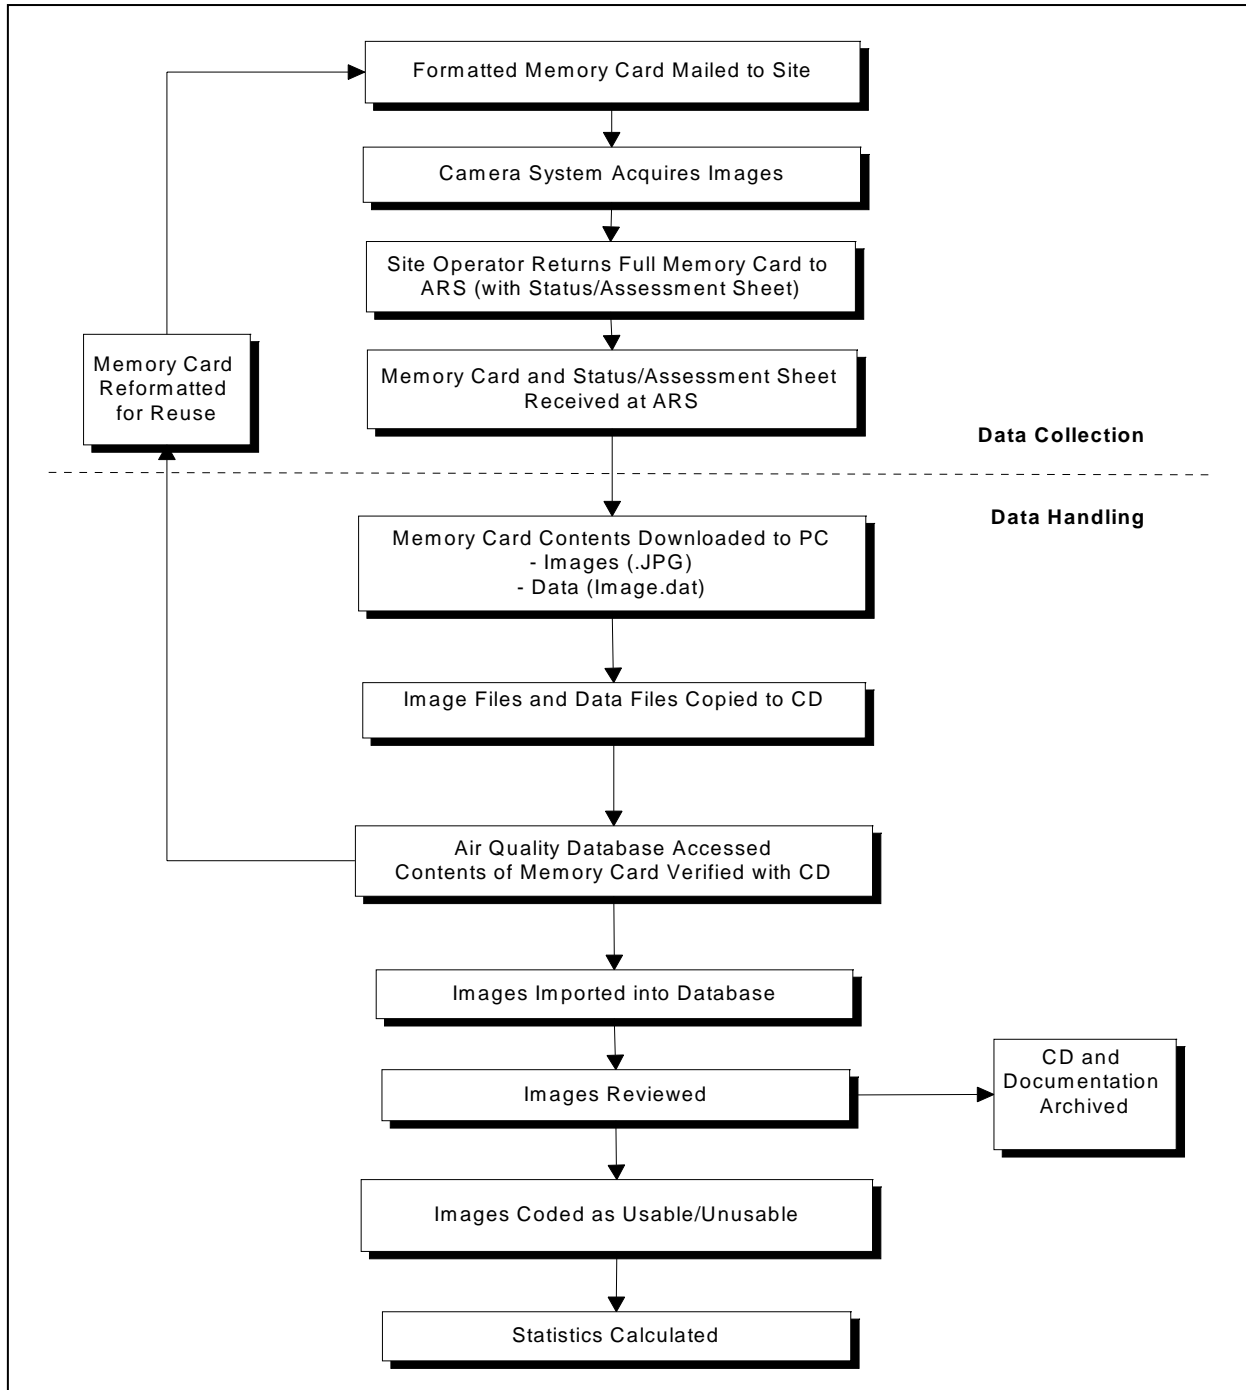 Formatted Memory Card Mailed to Site
Camera System Acquires Images
Site Operator Returns Full Memory Card to
ARS (with Status/Assessment Sheet)
Memory Card
Reformatted
for Reuse
Memory Card and Status/Assessment Sheet
Received at ARS
Data Collection
Data Handling
Memory Card Contents Downloaded to PC
- Images (.JPG)
- Data (Image.dat)
Image Files and Data Files Copied to CD
Air Quality Database Accessed
Contents of Memory Card Verified with CD
Images Imported into Database
Images Reviewed
CD and
Documentation
Archived
Images Coded as Usable/Unusable
Statistics Calculated